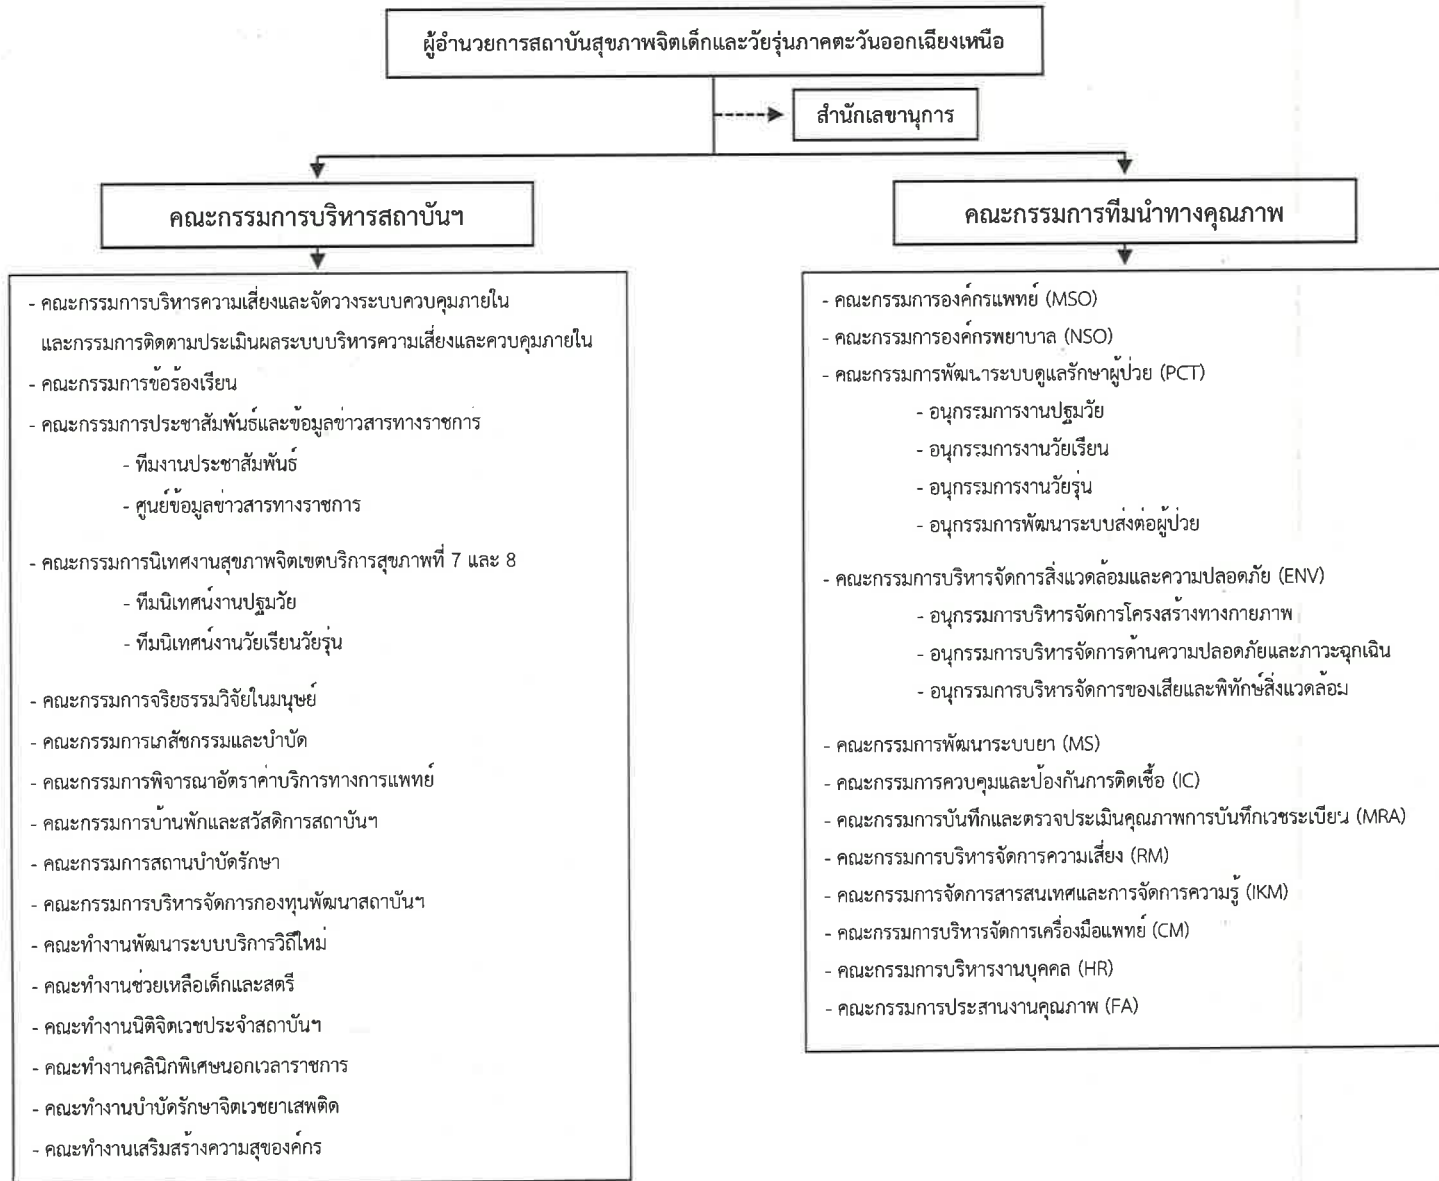 ผู้อำนวยการสถาบันสุขภาพจิตเด็กและวัยรุ่นภาคตะวันออกเฉียงเหนือ
สำนักเลขานุการ
คณะกรรมการบริหารสถาบันฯ
- คณะกรรมการบริหารความเสี่ยงและจัดวางระบบควบคุมภายใน
และกรรมการติดตามประเมินผลระบบบริหารความเสี่ยงและควบคุมภายใน
- คณะกรรมการข้อร้องเรียน
- คณะกรรมการประชาสัมพันธ์และข้อมูลข่าวสารทางราชการ
- ทีมงานประชาสัมพันธ์
- ศูนย์ข้อมูลข่าวสารทางราชการ
- คณะกรรมการนิเทศงานสุขภาพจิตเขตบริการสุขภาพที่ 7 และ 8
- ทีมนิเทศน์งานปฐมวัย
- ทีมนิเทศน์งานวัยเรียนวัยรุ่น
- คณะกรรมการจริยธรรมวิจัยในมนุษย์
- คณะกรรมการเภสัชกรรมและบำบัด
- คณะกรรมการพิจารณาอัตราค่าบริการทางการแพทย์
- คณะกรรมการบ้านพักและสวัสดิการสถาบันฯ
- คณะกรรมการสถานบำบัดรักษา
- คณะกรรมการบริหารจัดการกองทุนพัฒนาสถาบันฯ
- คณะทำงานพัฒนาระบบบริการวิถีใหม่
- คณะทำงานช่วยเหลือเด็กและสตรี
- คณะทำงานนิติจิตเวชประจำสถาบันฯ
- คณะทำงานคลินิกพิเศษนอกเวลาราชการ
- คณะทำงานบำบัดรักษาจิตเวชยาเสพติด
- คณะทำงานเสริมสร้างความสุของค์กร
คณะกรรมการทีมนำทางคุณภาพ
- คณะกรรมการองค์กรแพทย์ (MSO)
- คณะกรรมการองค์กรพยาบาล (NSO)
- คณะกรรมการพัฒนาระบบดูแลรักษาผู้ป่วย (PCT)
- อนุกรรมการงานปฐมวัย
- อนุกรรมการงานวัยเรียน
- อนุกรรมการงานวัยรุ่น
- อนุกรรมการพัฒนาระบบส่งต่อผู้ป่วย
- คณะกรรมการบริหารจัดการสิ่งแวดล้อมและความปลอดภัย (ENV)
- อนุกรรมการบริหารจัดการโครงสร้างทางกายภาพ
- อนุกรรมการบริหารจัดการด้านความปลอดภัยและภาวะฉุกเฉิน
- อนุกรรมการบริหารจัดการของเสียและพิทักษ์สิ่งแวดล้อม
- คณะกรรมการพัฒนาระบบยา (MS)
- คณะกรรมการควบคุมและป้องกันการติดเชื้อ (IC)
- คณะกรรมการบันทึกและตรวจประเมินคุณภาพการบันทึกเวชระเบียน (MRA)
- คณะกรรมการบริหารจัดการความเสี่ยง (RM)
- คณะกรรมการจัดการสารสนเทศและการจัดการความรู้ (IKM)
- คณะกรรมการบริหารจัดการเครื่องมือแพทย์ (CM)
- คณะกรรมการบริหารงานบุคคล (HR)
- คณะกรรมการประสานงานคุณภาพ (FA)